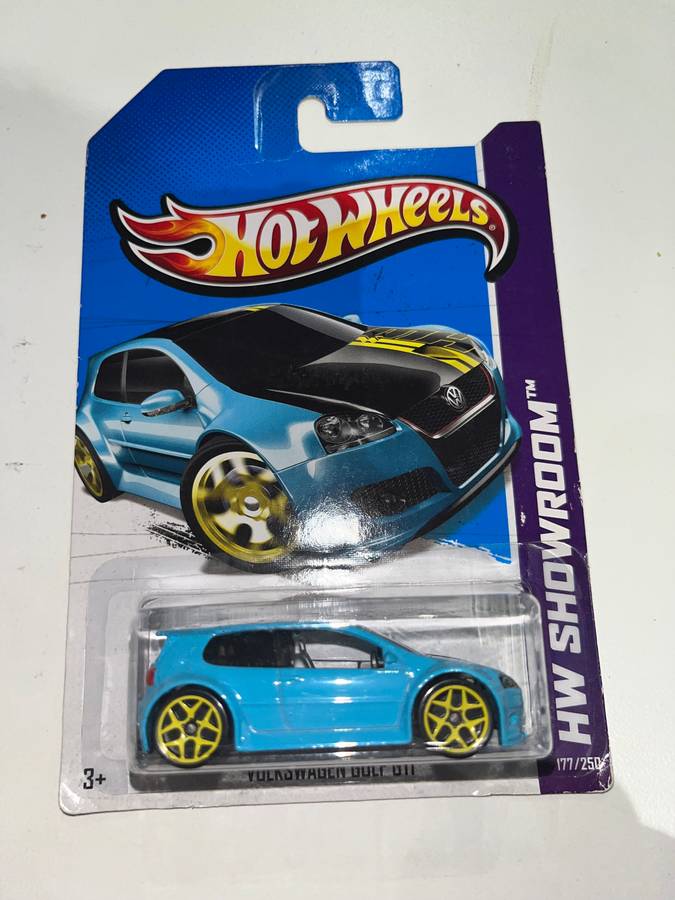 HOT WHEELS®
HW SHOWROOM™
3+
VOLKSWAGEN GOLF GTI
177/250